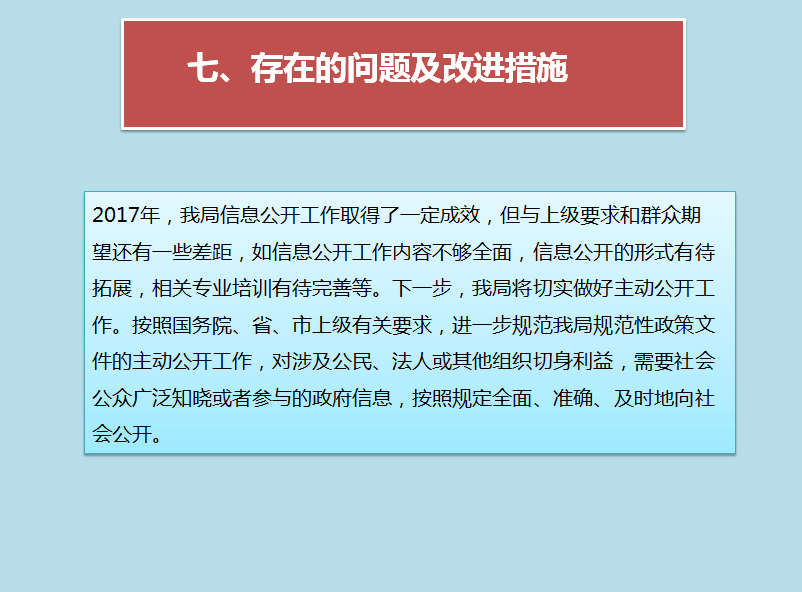 七、存在的问题及改进措施
2017年，我局信息公开工作取得了一定成效，但与上级要求和群众期
望还有一些差距，如信息公开工作内容不够全面，信息公开的形式有待
拓展，相关专业培训有待完善等。下一步，我局将切实做好主动公开工
作。按照国务院、省、市上级有关要求，进一步规范我局规范性政策文
件的主动公开工作，对涉及公民、法人或其他组织切身利益，需要社会
公众广泛知晓或者参与的政府信息，按照规定全面、准确、及时地向社
会公开。